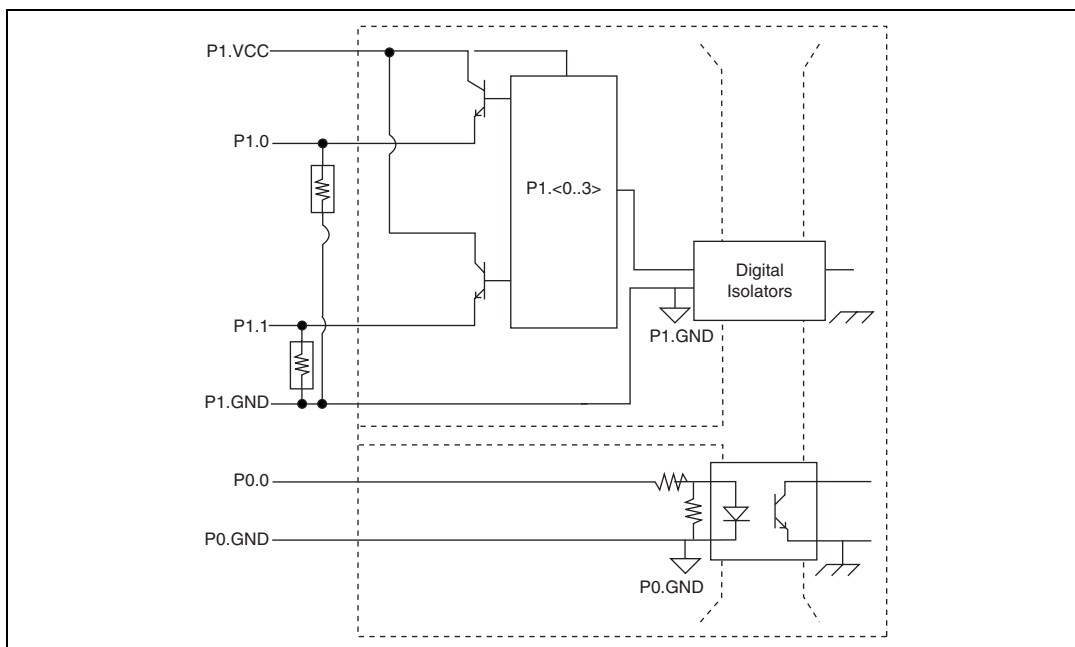 P1.VCC
P1.0
P1.<0..3>
Digital
Isolators
P1.1
P1.GND
P1.GND
P0.0
P0.GND
P0.GND